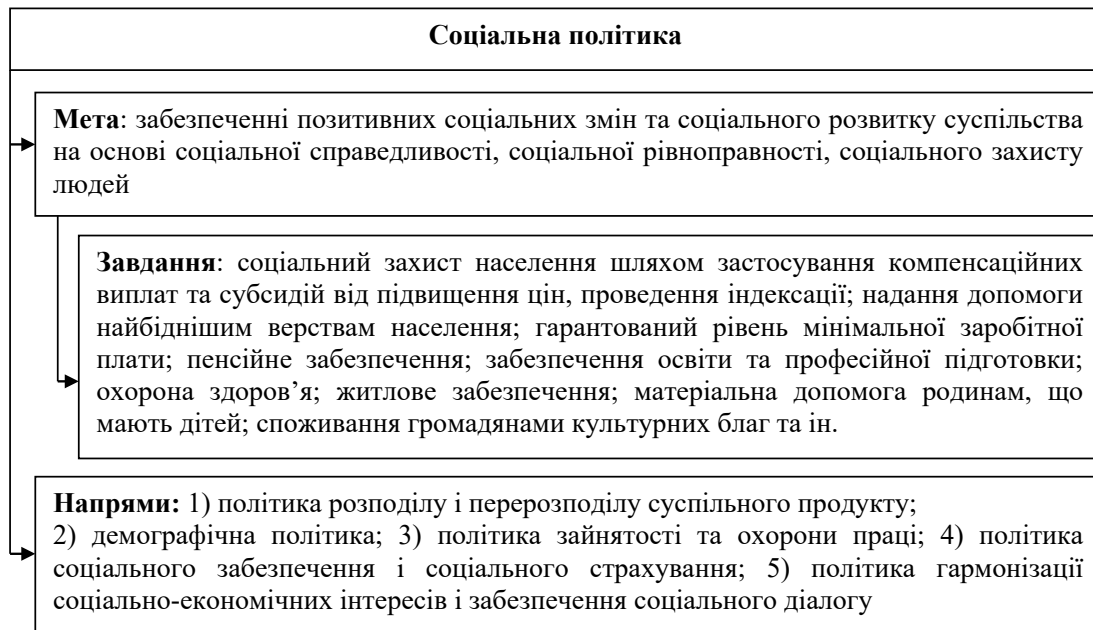 Соціальна політика
Мета: забезпеченні позитивних соціальних змін та соціального розвитку суспільства
на основі соціальної справедливості, соціальної рівноправності, соціального захисту
людей
Завдання: соціальний захист населення шляхом застосування компенсаційних
виплат та субсидій від підвищення цін, проведення індексації; надання допомоги
найбіднішим верствам населення; гарантований рівень мінімальної заробітної
плати; пенсійне забезпечення; забезпечення освіти та професійної підготовки;
охорона здоров’я; житлове забезпечення; матеріальна допомога родинам, що
мають дітей; споживання громадянами культурних благ та ін.
Напрями: 1) політика розподілу і перерозподілу суспільного продукту;
2) демографічна політика; 3) політика зайнятості та охорони праці; 4) політика
соціального забезпечення і соціального страхування; 5) політика гармонізації
соціально-економічних інтересів і забезпечення соціального діалогу